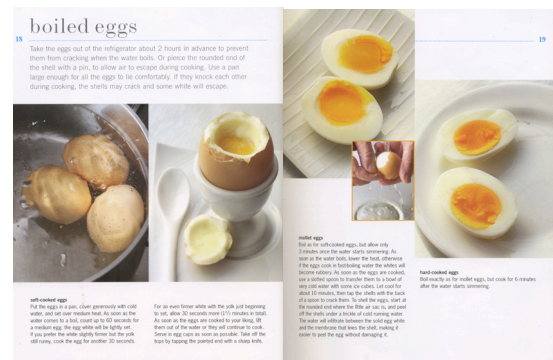 boiled eggs
18
19
Take the eggs out of the refrigerator about 2 hours in advance to prevent
them from cracking when the water boils. Or pierce the rounded end of
the shell with a pin, to allow air to escape during cooking. Use a pan
large enough for all the eggs to lie comfortably. If they knock each other
during cooking, the shells may crack and some white will escape.
soft-cooked eggs
Put the eggs in a pan, cover generously with cold
water, and set over medium heat. As soon as the
water comes to a boil, count up to 60 seconds for
a medium egg; the egg white will be lightly set.
If you prefer the white slightly firmer but the yolk
still runny, cook the egg for another 30 seconds.
For an even firmer white with the yolk just beginning
to set, allow 30 seconds more (1½ minutes in total).
As soon as the eggs are cooked to your liking, lift
them out of the water or they will continue to cook.
Serve in egg cups as soon as possible. Take off the
tops by tapping the pointed end with a sharp knife.
mollet eggs
Boil as for soft-cooked eggs, but allow only
3 minutes once the water starts simmering. As
soon as the water boils, lower the heat, otherwise
if the eggs cook in fast-boiling water the whites will
become rubbery. As soon as the eggs are cooked,
use a slotted spoon to transfer them to a bowl of
very cold water with some ice cubes. Let cool for
about 10 minutes, then tap the shells with the back
of a spoon to crack them. To shell the eggs, start at
the rounded end where the little air sac is, and peel
off the shells under a trickle of cold running water.
The water will infiltrate between the solid egg white
and the membrane that lines the shell, making it
easier to peel the egg without damaging it.
hard-cooked eggs
Boil exactly as for mollet eggs, but cook for 6 minutes
after the water starts simmering.